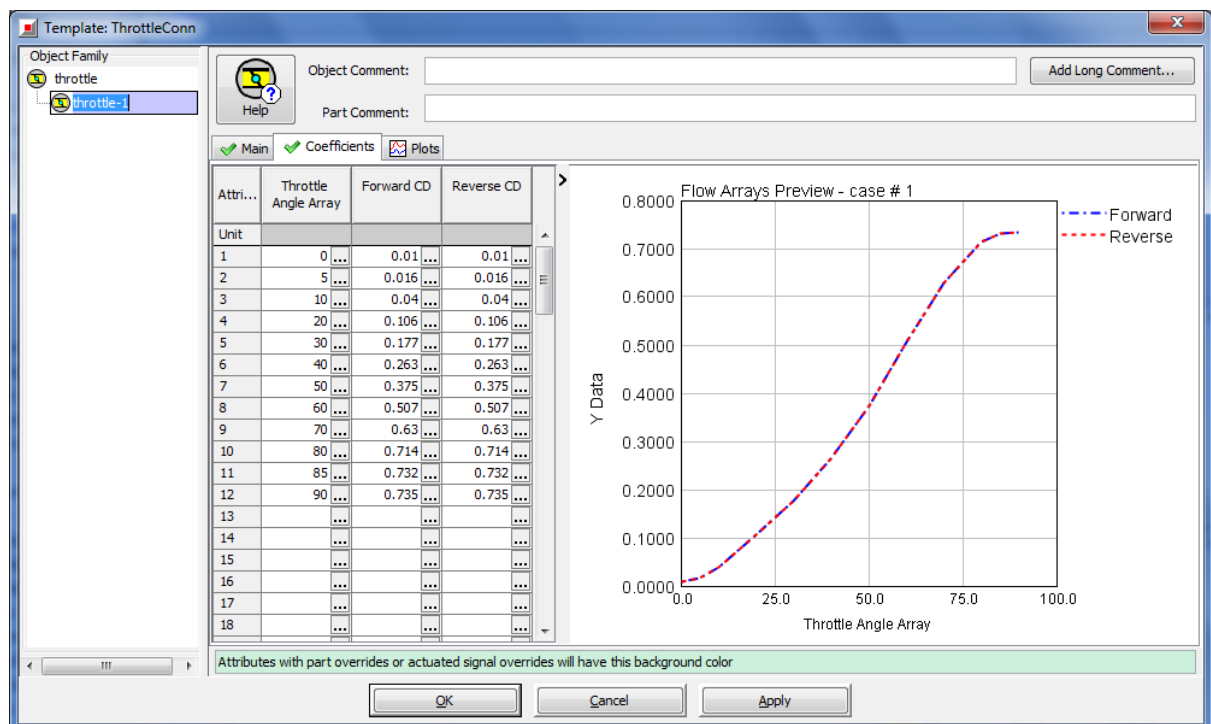 Template: ThrottleConn
X
Object Family
throttle
throttle-1
Help
?
Object Comment:
Add Long Comment...
Part Comment:
Main
Coefficients
Plots
Attri... Throttle Angle Array Forward CD Reverse CD
>
Unit
1 0 ... 0.01 ... 0.01 ...
2 5 ... 0.016 ... 0.016 ...
3 10 ... 0.04 ... 0.04 ...
4 20 ... 0.106 ... 0.106 ...
5 30 ... 0.177 ... 0.177 ...
6 40 ... 0.263 ... 0.263 ...
7 50 ... 0.375 ... 0.375 ...
8 60 ... 0.507 ... 0.507 ...
9 70 ... 0.63 ... 0.63 ...
10 80 ... 0.714 ... 0.714 ...
11 85 ... 0.732 ... 0.732 ...
12 90 ... 0.735 ... 0.735 ...
13 ... ... ...
14 ... ... ...
15 ... ... ...
16 ... ... ...
17 ... ... ...
18 ... ... ...
Flow Arrays Preview - case # 1
Forward
Reverse
0.8000
0.7000
0.6000
0.5000
0.4000
0.3000
0.2000
0.1000
0.0000
Y Data
0.0 25.0 50.0 75.0 100.0
Throttle Angle Array
Attributes with part overrides or actuated signal overrides will have this background color
OK
Cancel
Apply